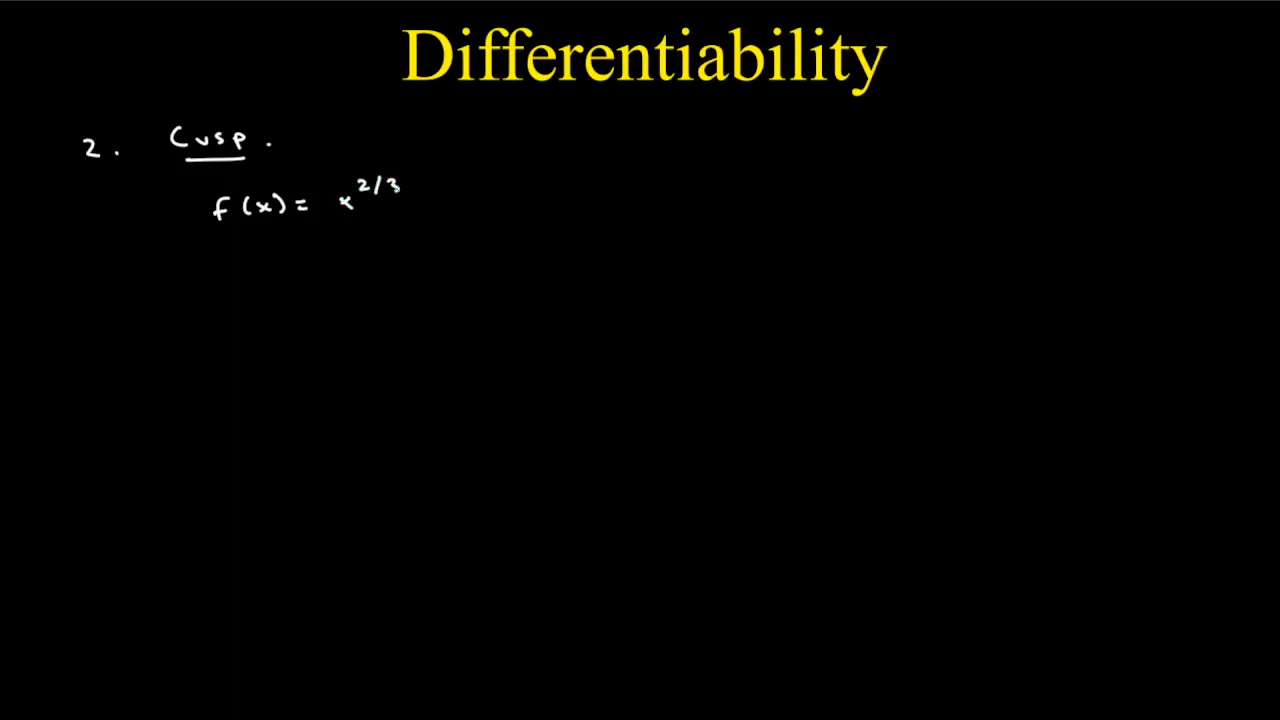 Differentiability
2. Cusp.
f(x) = x^2/3